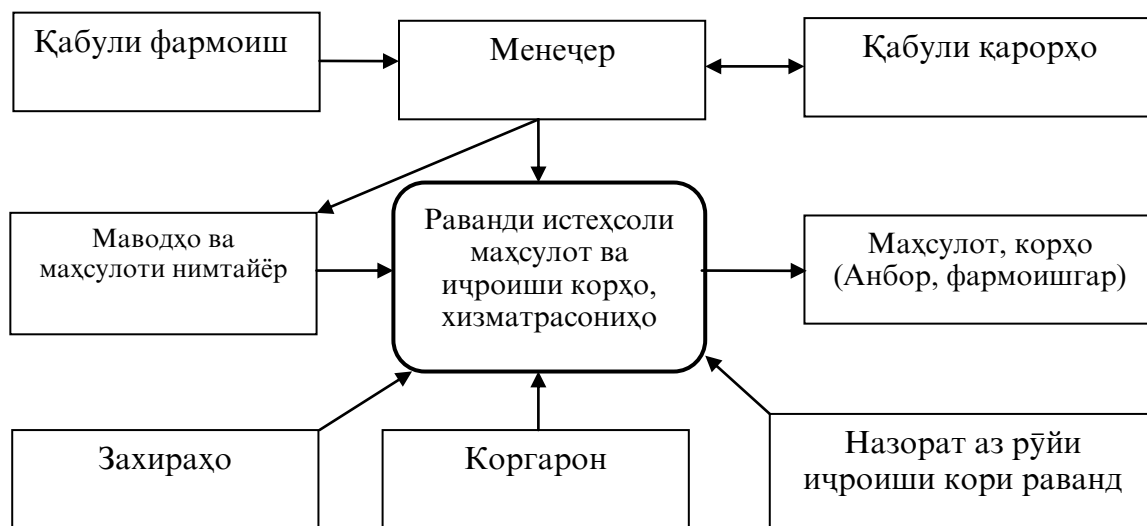 Қабули фармоиш
Менеҷер
Қабули қарорҳо
Маводҳо ва
маҳсулоти нимтайёр
Раванди истеҳсоли
маҳсулот ва
иҷроиши корҳо,
хизматрасониҳо
Маҳсулот, корҳо
(Анбор, фармоишгар)
Захираҳо
Коргарон
Назорат аз рӯйи
иҷроиши кори раванд